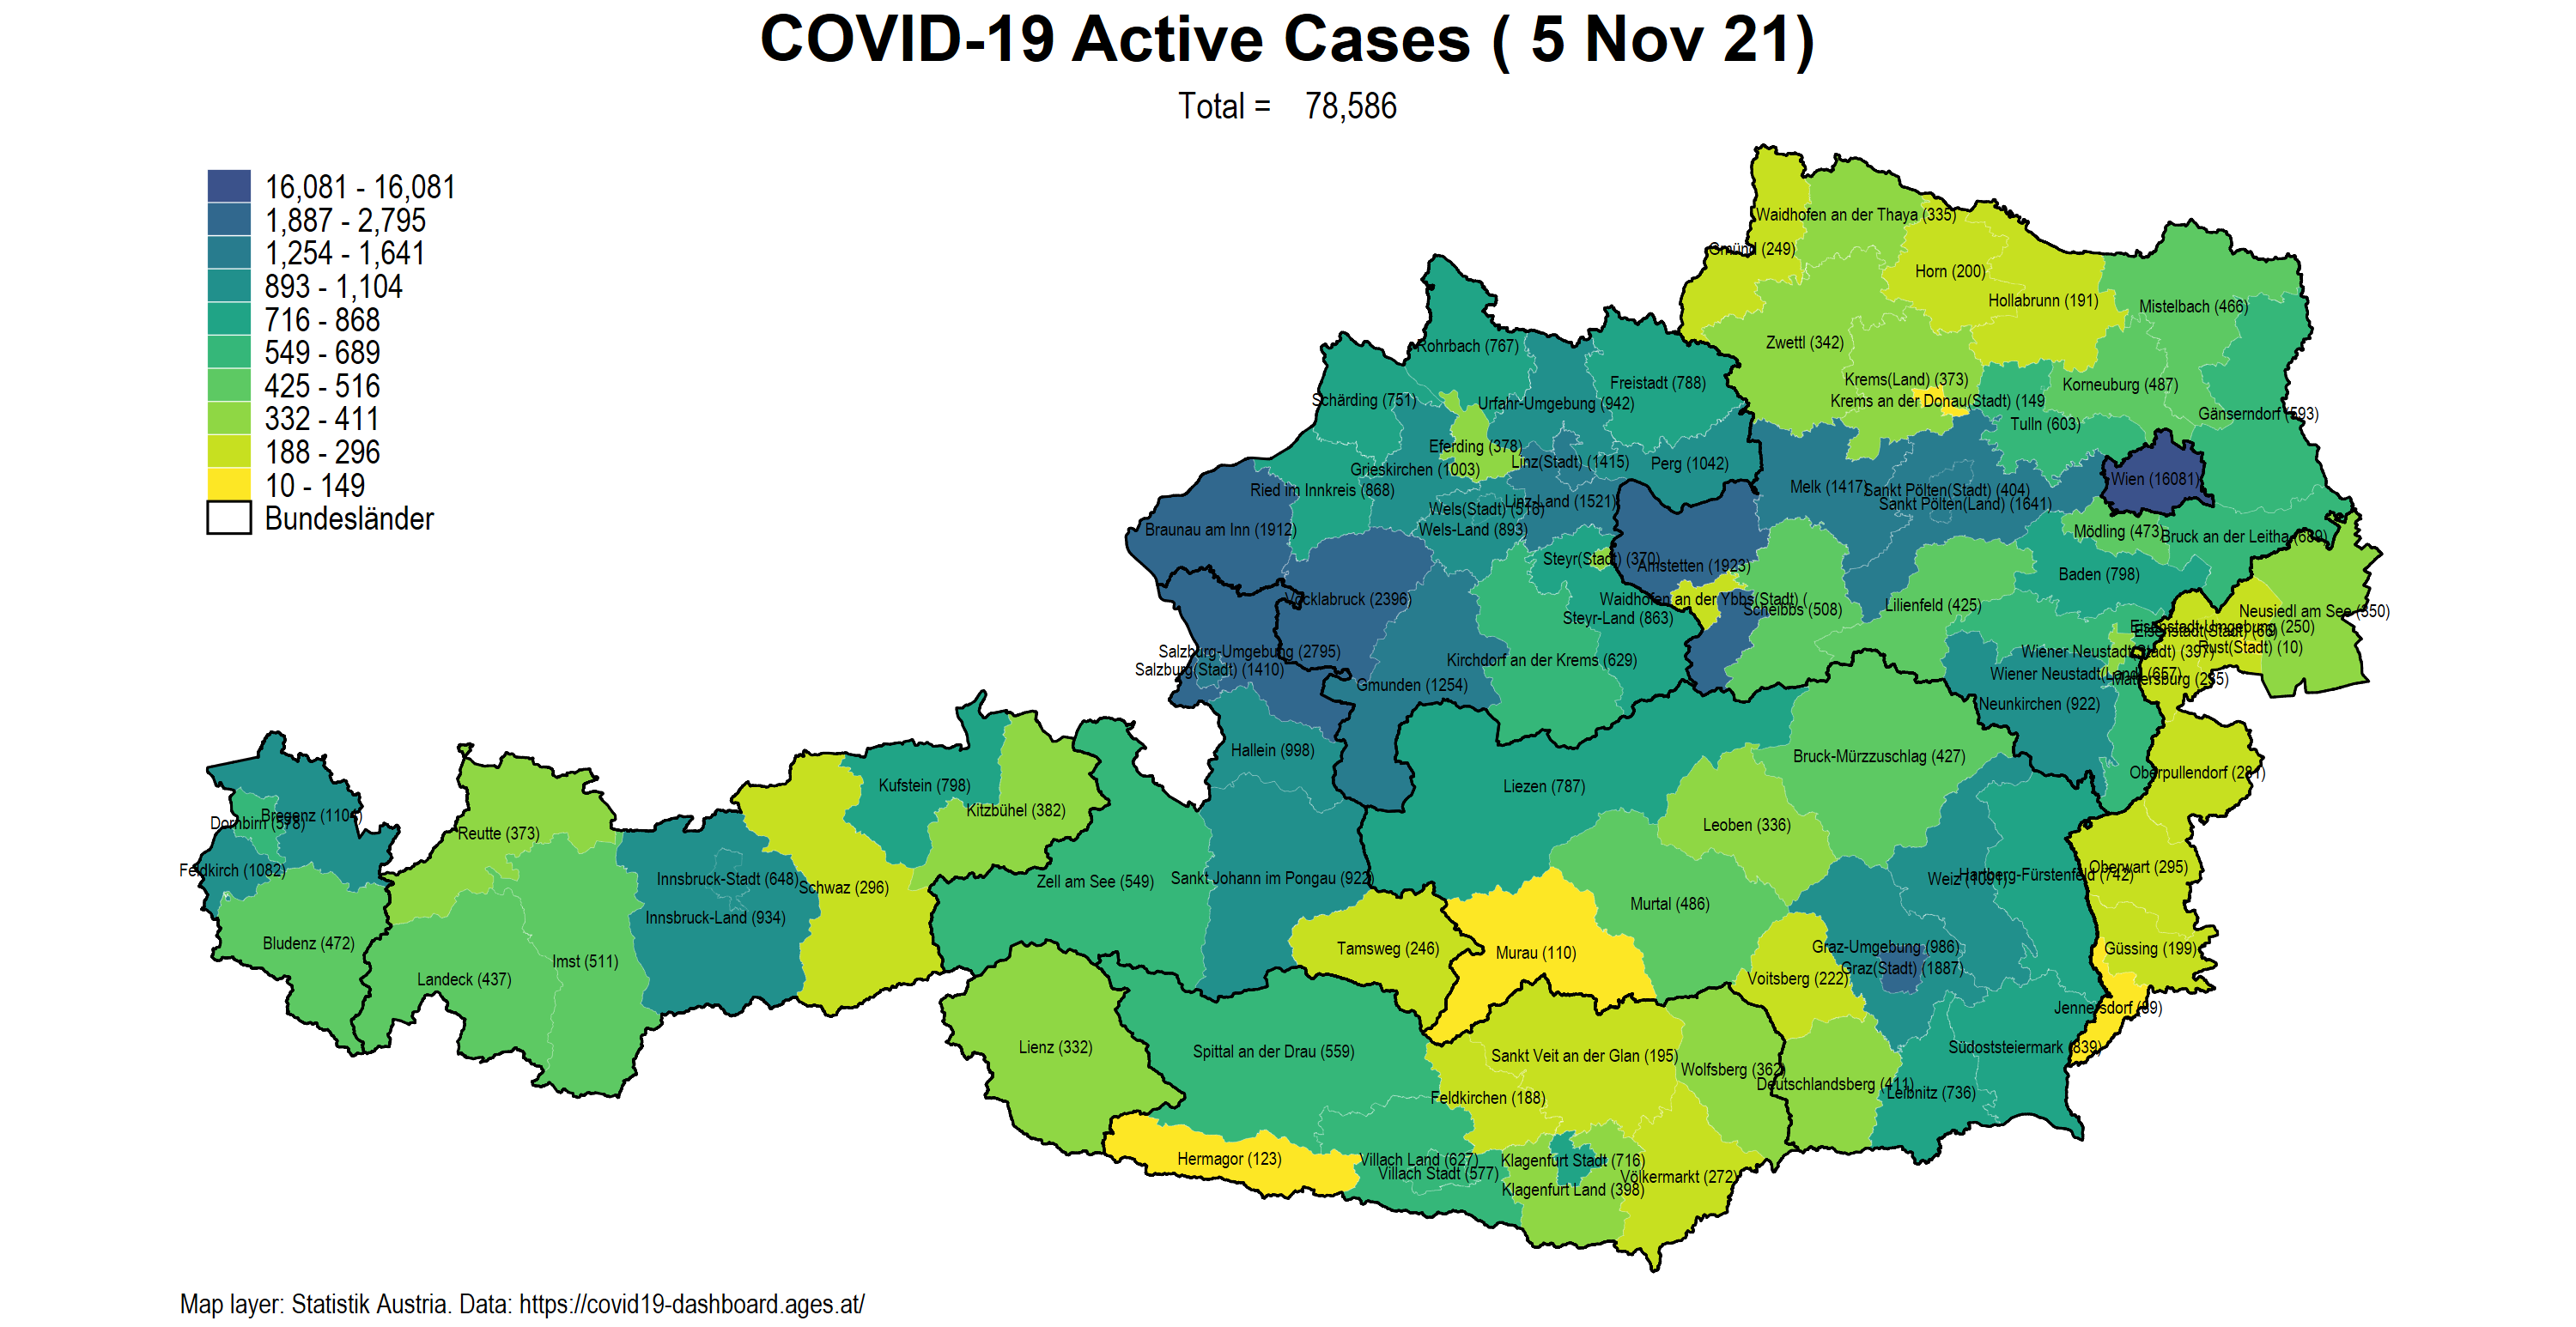 COVID-19 Active Cases ( 5 Nov 21)
Total = 78,586
16,081 - 16,081
1,887 - 2,795
1,254 - 1,641
893 - 1,104
716 - 868
549 - 689
425 - 516
332 - 411
188 - 296
10 - 149
Bundesländer
Waidhofen an der Thaya (335)
Gmünd (249)
Horn (200)
Hollabrunn (191)
Mistelbach (466)
Zwettl (342)
Rohrbach (767)
Freistadt (788)
Krems(Land) (373)
Korneuburg (487)
Schärding (751)
Urfahr-Umgebung (942)
Krems an der Donau(Stadt) (149
Gänserndorf (593)
Tulln (603)
Eferding (378)
Linz(Stadt) (1415)
Perg (1042)
Grieskirchen (1003)
Wien (16081)
Melk (1417)
Sankt Pölten(Stadt) (404)
Ried im Innkreis (868)
Linz-Land (1521)
Sankt Pölten(Land) (1641)
Wels(Stadt) (516)
Braunau am Inn (1912)
Wels-Land (893)
Mödling (473)
Bruck an der Leitha (689)
Steyr(Stadt) (370)
Amstetten (1923)
Baden (798)
Vöcklabruck (2396)
Waidhofen an der Ybbs(Stadt) (
Scheibbs (508)
Lilienfeld (425)
Neusiedl am See (350)
Steyr-Land (863)
Eisenstadt-Umgebung (250)
Eisenstadt(Stadt) (66)
Rust(Stadt) (10)
Salzburg-Umgebung (2795)
Wiener Neustadt(Stadt) (397)
Kirchdorf an der Krems (629)
Salzburg(Stadt) (1410)
Wiener Neustadt(Land) (657)
Mattersburg (285)
Gmunden (1254)
Neunkirchen (922)
Hallein (998)
Bruck-Mürzzuschlag (427)
Oberpullendorf (281)
Kufstein (798)
Liezen (787)
Kitzbühel (382)
Bregenz (1104)
Dornbirn (578)
Leoben (336)
Reutte (373)
Oberwart (295)
Feldkirch (1082)
Innsbruck-Stadt (648)
Schwaz (296)
Zell am See (549)
Sankt Johann im Pongau (922)
Weiz (1091)
Hartberg-Fürstenfeld (742)
Murtal (486)
Innsbruck-Land (934)
Bludenz (472)
Tamsweg (246)
Murau (110)
Graz-Umgebung (986)
Güssing (199)
Imst (511)
Graz(Stadt) (1887)
Landeck (437)
Voitsberg (222)
Jennersdorf (89)
Lienz (332)
Spittal an der Drau (559)
Sankt Veit an der Glan (195)
Südoststeiermark (839)
Wolfsberg (362)
Deutschlandsberg (411)
Leibnitz (736)
Feldkirchen (188)
Hermagor (123)
Villach Land (627)
Klagenfurt Stadt (716)
Villach Stadt (577)
Völkermarkt (272)
Klagenfurt Land (398)
Map layer: Statistik Austria. Data: https://covid19-dashboard.ages.at/